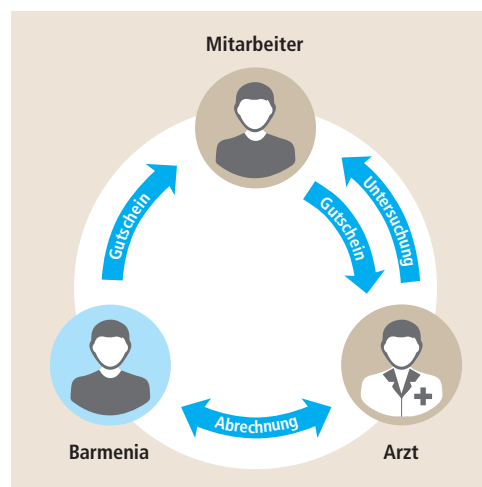 Mitarbeiter
Gutschein
Gutschein
Untersuchung
Abrechnung
Barmenia
Arzt